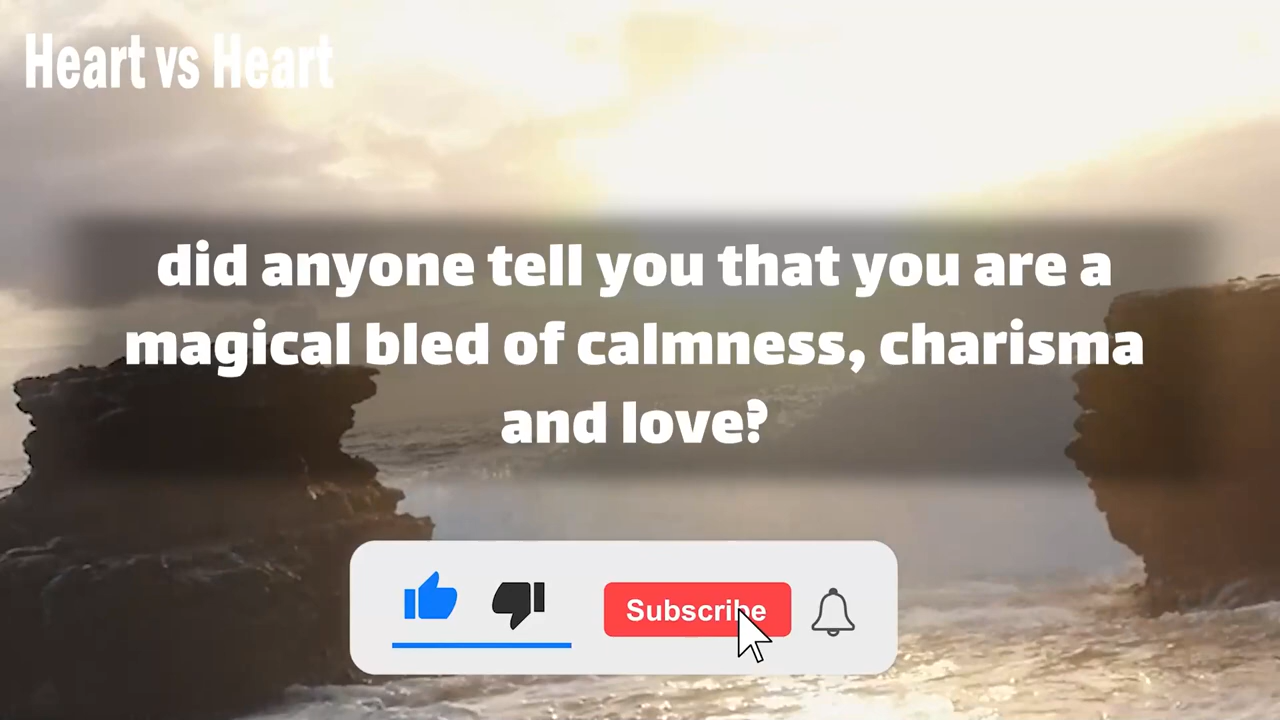 Heart vs Heart
did anyone tell you that you are a
magical bled of calmness, charisma
and love?
Subscribe